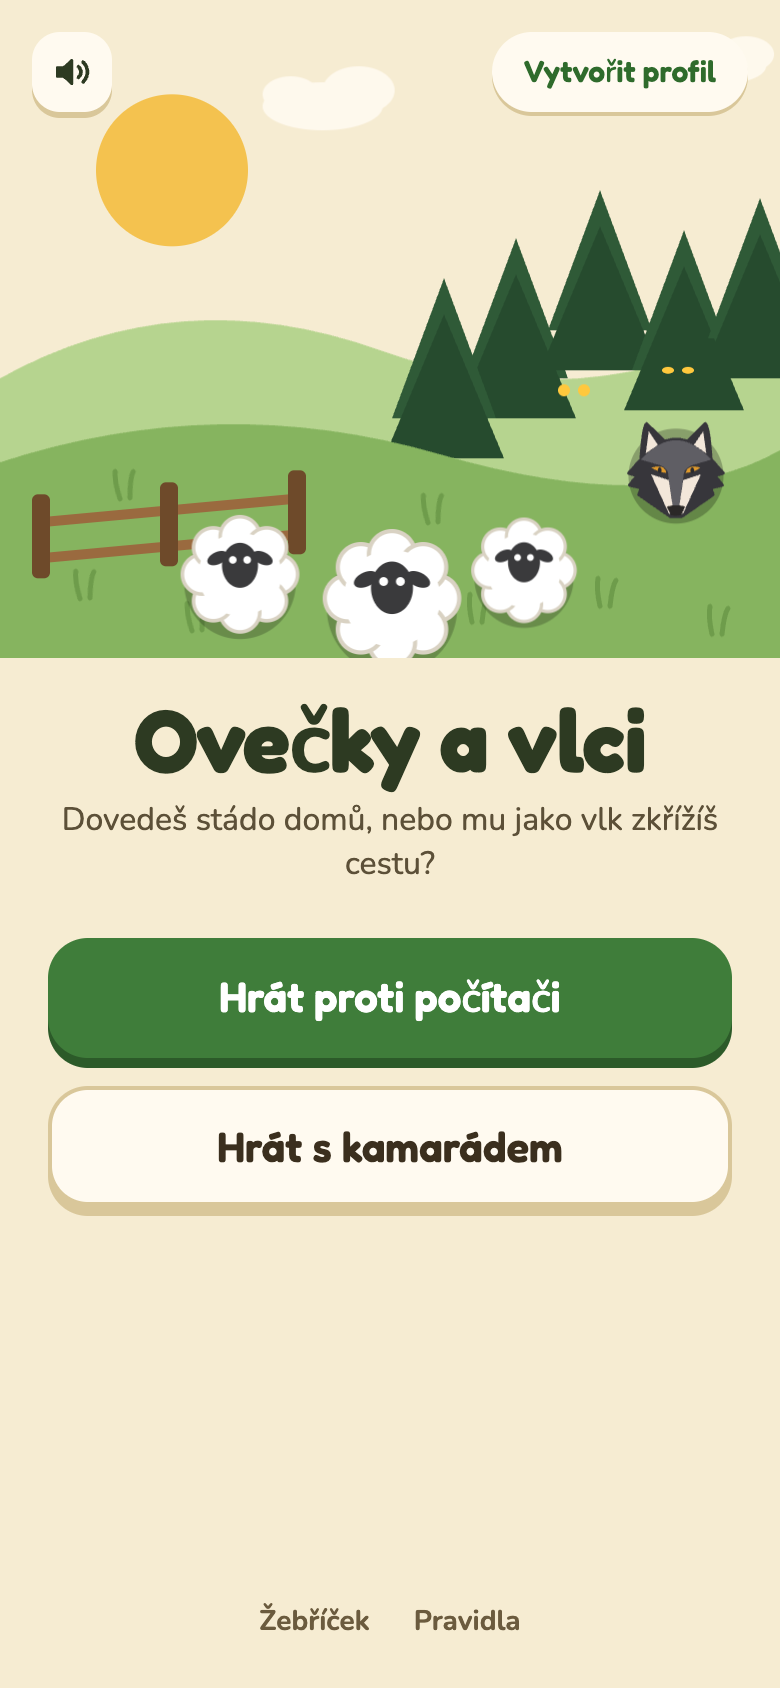 Vytvořit profil
Ovečky a vlci
Dovedeš stádo domů, nebo mu jako vlk zkřížíš
cestu?
Hrát proti počítači
Hrát s kamarádem
Žebříček
Pravidla